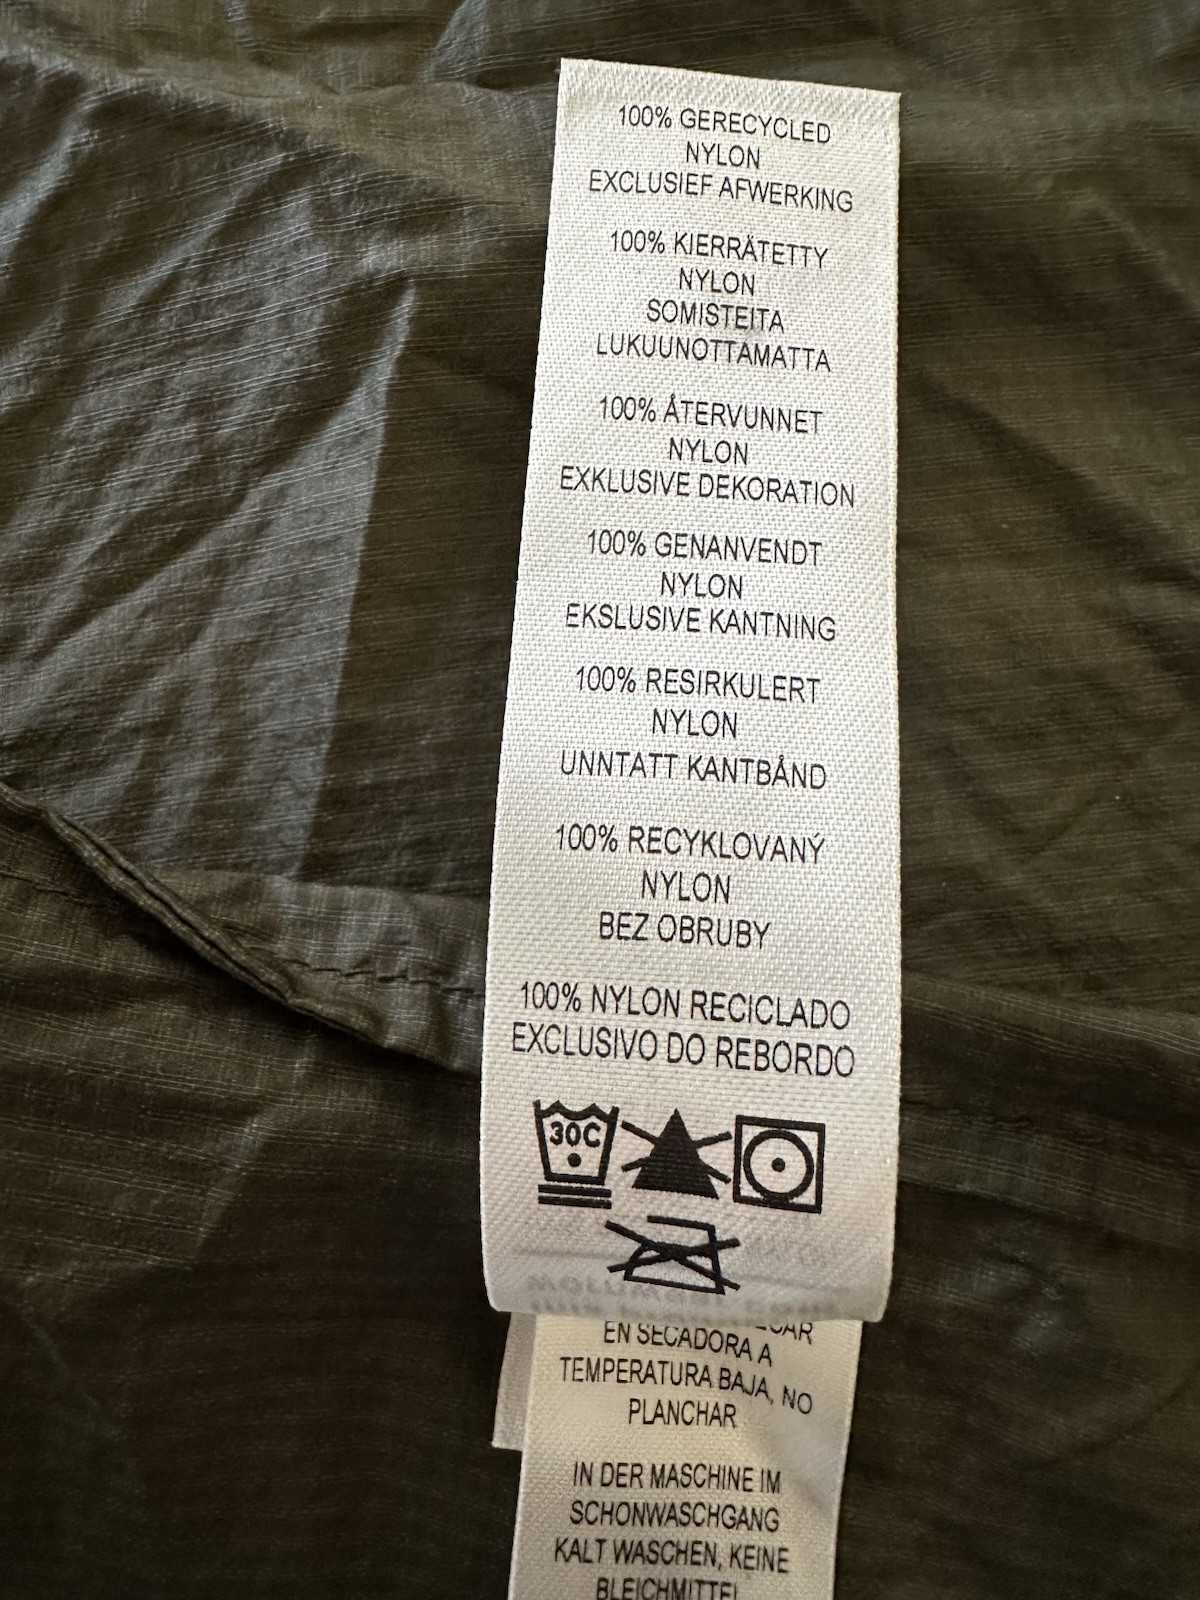 100% GERECYCLED
NYLON
EXCLUSIEF AFWERKING
100% KIERRÄTETTY
NYLON
SOMISTEITA
LUKUUNOTTAMATTA
100% ÅTERVUNNET
NYLON
EXKLUSIVE DEKORATION
100% GENANVENDT
NYLON
EKSLUSIVE KANTNING
100% RESIRKULERT
NYLON
UNNTATT KANTBÅND
100% RECYKLOVANÝ
NYLON
BEZ OBRUBY
100% NYLON RECICLADO
EXCLUSIVO DO REBORDO
30C
EN SECADORA A
TEMPERATURA BAJA, NO
PLANCHAR
IN DER MASCHINE IM
SCHONWASCHGANG
KALT WASCHEN, KEINE
BLEICHMITTEL